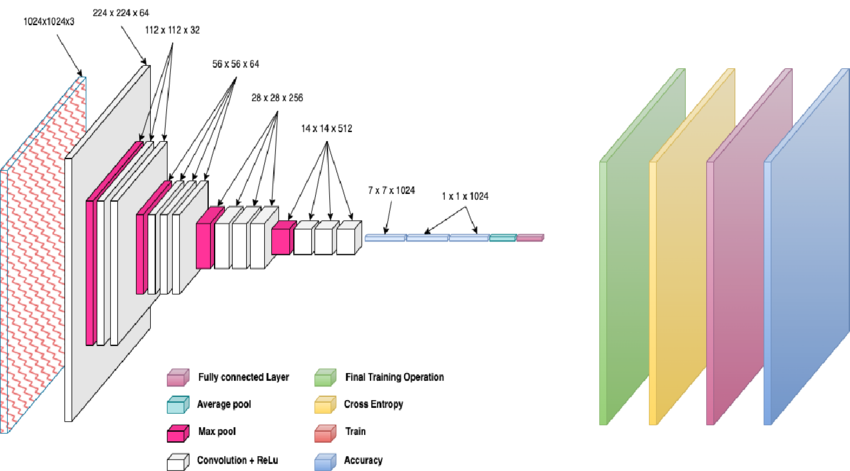 1024x1024x3
224 x 224 x 64
112 x 112 x 32
56 x 56 x 64
28 x 28 x 256
14 x 14 x 512
7 x 7 x 1024
1 x 1 x 1024
Fully connected Layer
Final Training Operation
Average pool
Cross Entropy
Max pool
Train
Convolution + ReLu
Accuracy